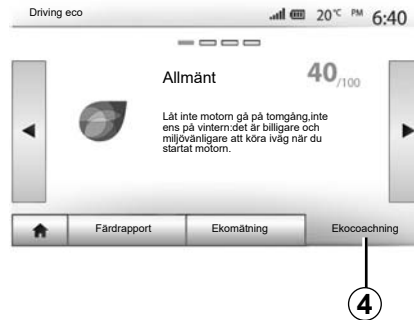 Driving eco
20°C PM 6:40
Allmänt
40/100
Låt inte motorn gå på tomgång,inte
ens på vintern:det är billigare och
miljövänligare att köra iväg när du
startat motorn.
Färdrapport
Ekomätning
Ekocoachning
4